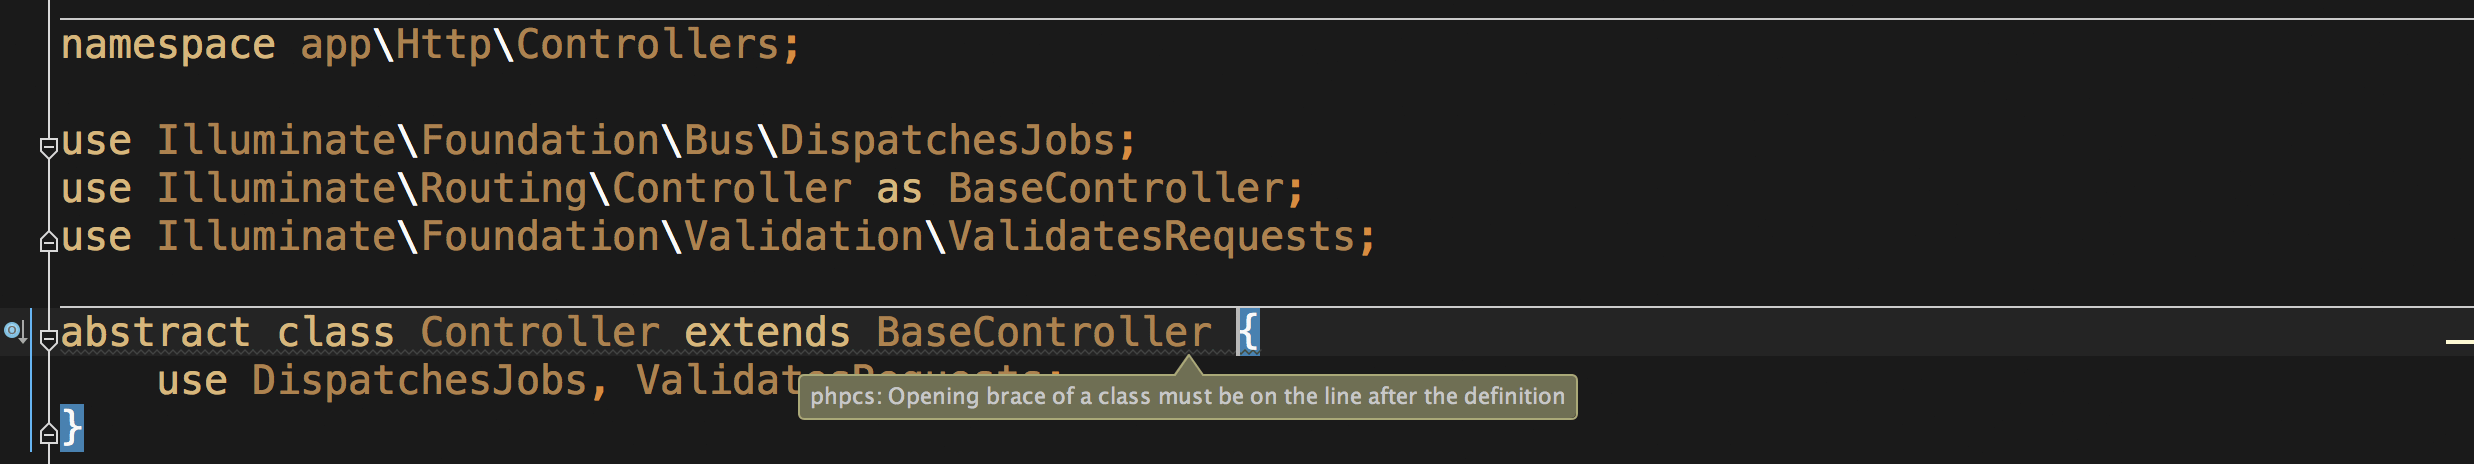 namespace app\Http\Controllers;
use Illuminate\Foundation\Bus\DispatchesJobs;
use Illuminate\Routing\Controller as BaseController;
use Illuminate\Foundation\Validation\ValidatesRequests;
abstract class Controller extends BaseController {
use DispatchesJobs, ValidatesRequests;
phpcs: Opening brace of a class must be on the line after the definition
}